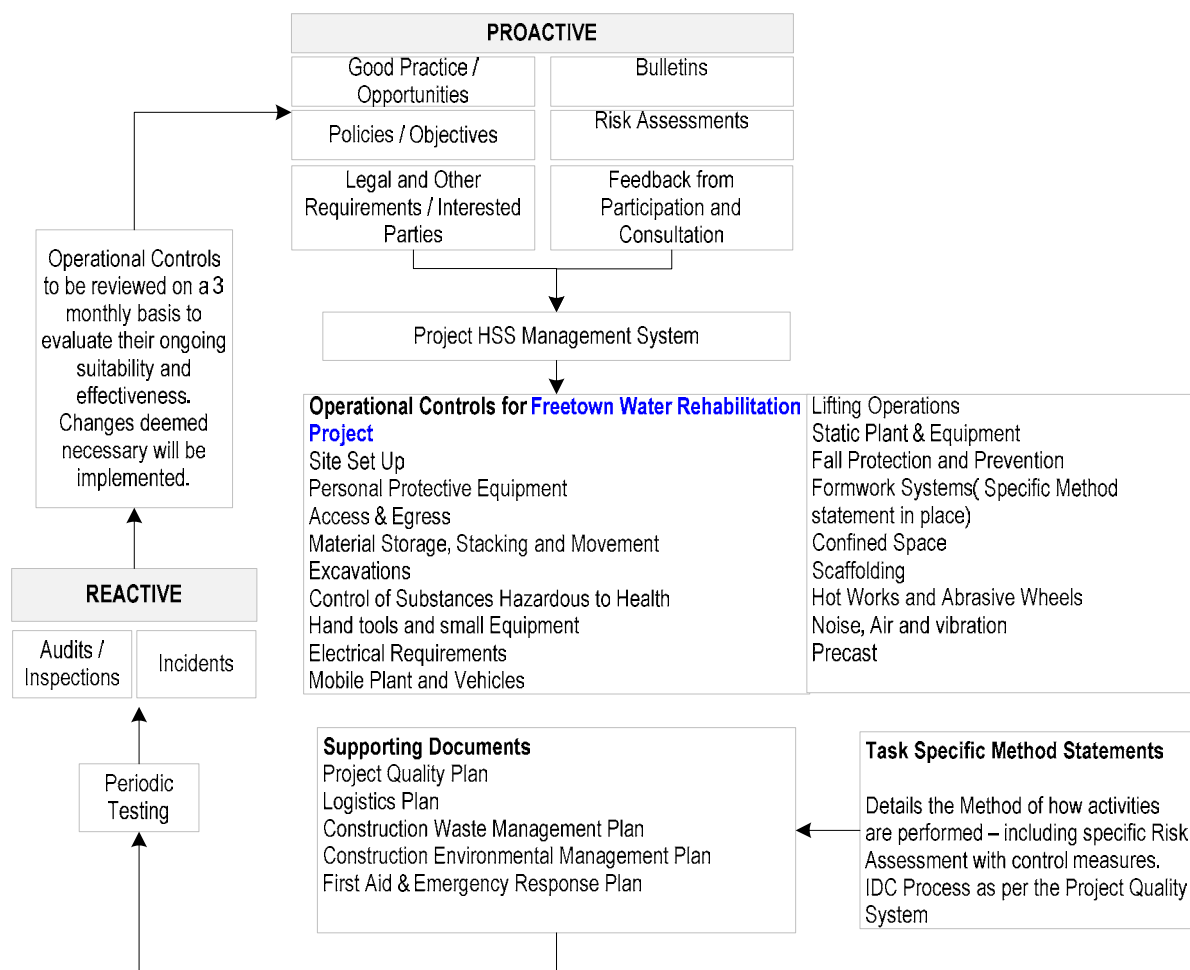 PROACTIVE
Good Practice /
Opportunities
Bulletins
Policies / Objectives
Risk Assessments
Legal and Other
Requirements / Interested
Parties
Feedback from
Participation and
Consultation
Operational Controls
to be reviewed on a 3
monthly basis to
evaluate their ongoing
suitability and
effectiveness.
Changes deemed
necessary will be
implemented.
Project HSS Management System
Operational Controls for Freetown Water Rehabilitation
Project
Site Set Up
Personal Protective Equipment
Access & Egress
Material Storage, Stacking and Movement
Excavations
Control of Substances Hazardous to Health
Hand tools and small Equipment
Electrical Requirements
Mobile Plant and Vehicles
Lifting Operations
Static Plant & Equipment
Fall Protection and Prevention
Formwork Systems( Specific Method
statement in place)
Confined Space
Scaffolding
Hot Works and Abrasive Wheels
Noise, Air and vibration
Precast
REACTIVE
Audits /
Inspections
Incidents
Periodic
Testing
Supporting Documents
Project Quality Plan
Logistics Plan
Construction Waste Management Plan
Construction Environmental Management Plan
First Aid & Emergency Response Plan
Task Specific Method Statements
Details the Method of how activities
are performed – including specific Risk
Assessment with control measures.
IDC Process as per the Project Quality
System